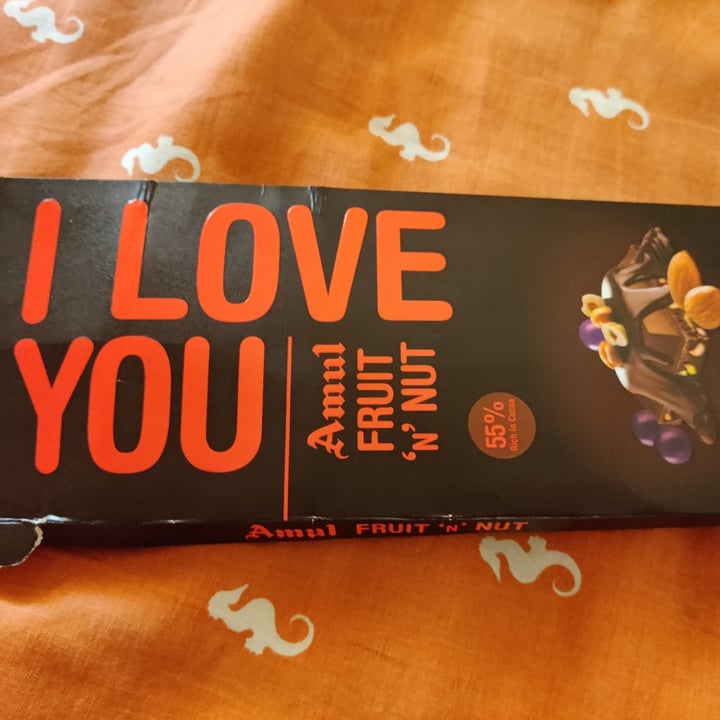 I LOVE
YOU
Amul
FRUIT
‘N’ NUT
55%
Rich in Cocoa
Amul FRUIT ‘N’ NUT